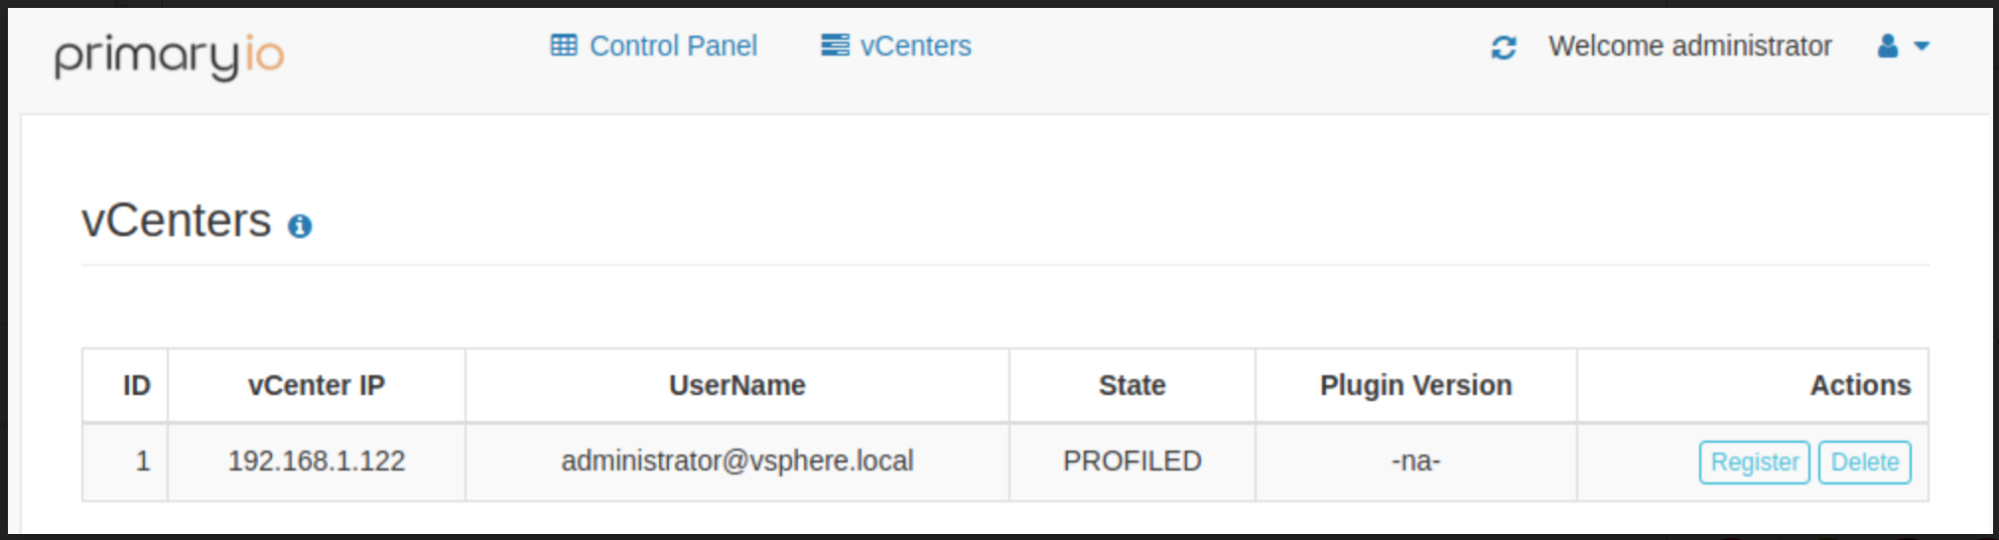 primaryio Control Panel vCenters Welcome administrator
vCenters
ID vCenter IP UserName State Plugin Version Actions
1 192.168.1.122 administrator@vsphere.local PROFILED -na- Register Delete